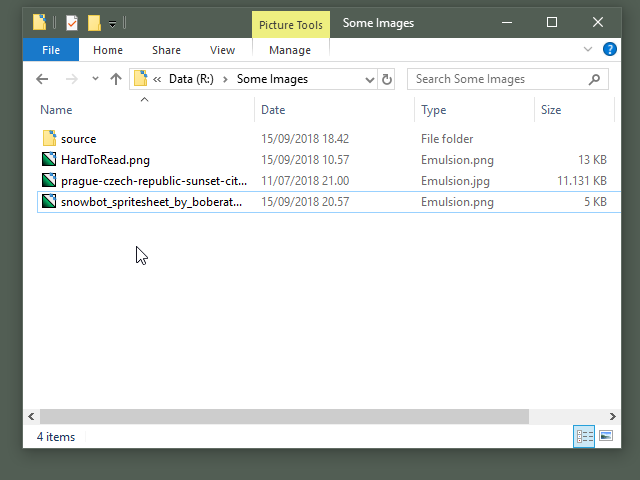 Picture Tools
Some Images
File
Home
Share
View
Manage
Data (R:)
Some Images
Search Some Images
Name
Date
Type
Size
source
15/09/2018 18.42
File folder
HardToRead.png
15/09/2018 10.57
Emulsion.png
13 KB
prague-czech-republic-sunset-cit...
11/07/2018 21.00
Emulsion.jpg
11.131 KB
snowbot_spritesheet_by_boberat...
15/09/2018 20.57
Emulsion.png
5 KB
4 items